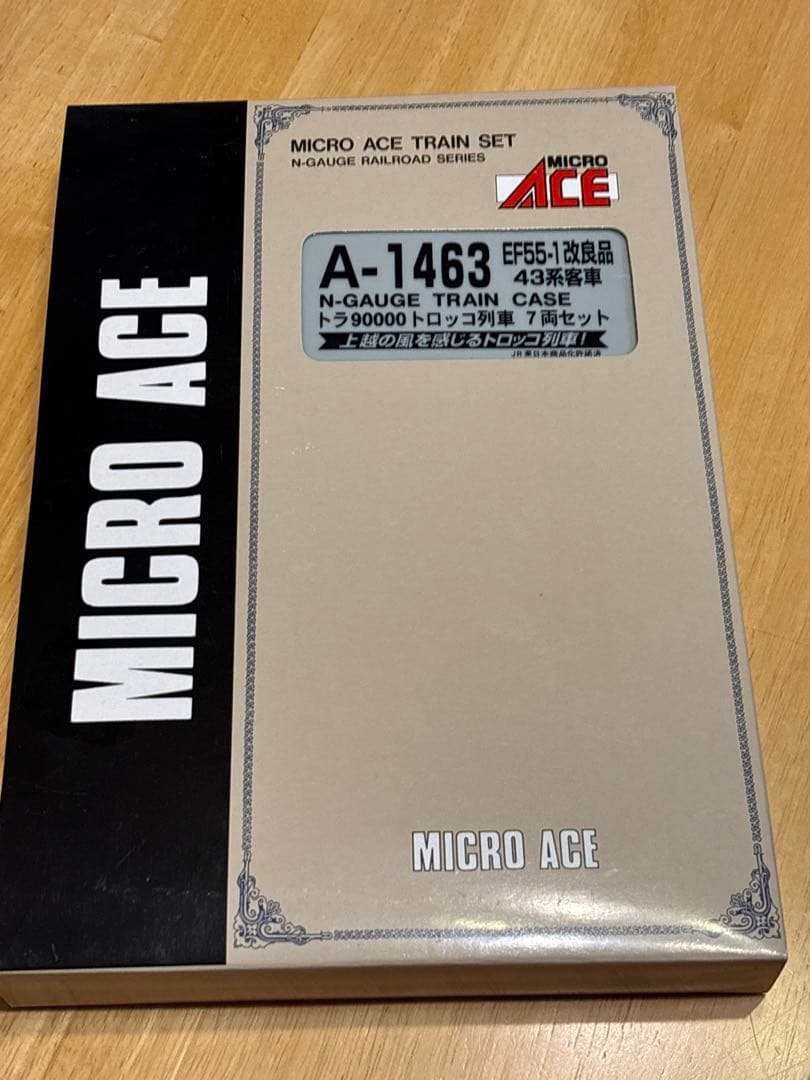 MICRO ACE
MICRO ACE TRAIN SET
N-GAUGE RAILROAD SERIES
MICRO
ACE
A-1463 EF55-1改良品
43系客車
N-GAUGE TRAIN CASE
トラ90000トロッコ列車 7両セット
上越の風を感じるトロッコ列車!
JR東日本商品化許諾済
MICRO ACE